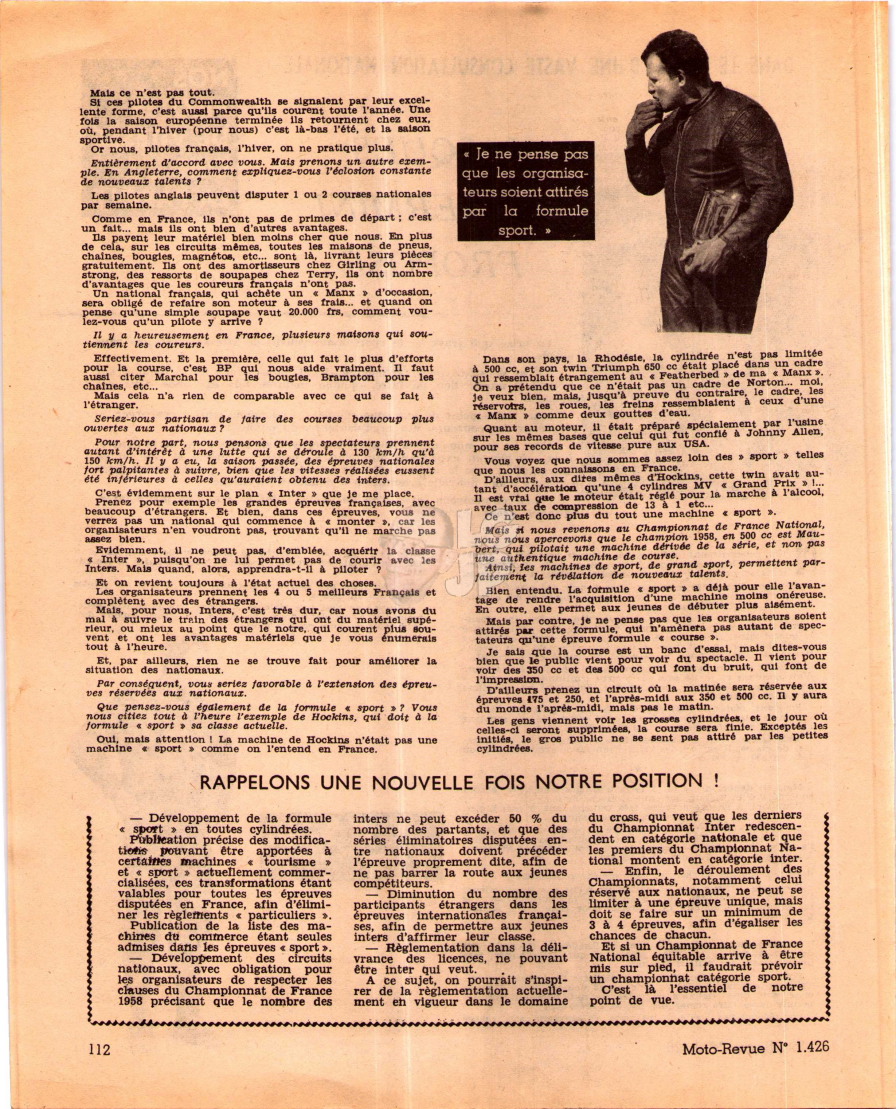 Mais ce n'est pas tout.
Si ces pilotes du Commonwealth se signalent par leur excel-
lente forme, c'est aussi parce qu'ils courent toute l'année. Une
fois la saison européenne terminée ils retournent chez eux,
où, pendant l'hiver (pour nous) c'est là-bas l'été, et la saison
sportive.
Or nous, pilotes français, l'hiver, on ne pratique plus.
Entièrement d'accord avec vous. Mais prenons un autre exem-
ple. En Angleterre, comment expliquez-vous l'éclosion constante
de nouveaux talents ?
Les pilotes anglais peuvent disputer 1 ou 2 courses nationales
par semaine.
Comme en France, ils n'ont pas de primes de départ ; c'est
un fait... mais ils ont bien d'autres avantages.
Ils payent leur matériel bien moins cher que nous. En plus
de cela, sur les circuits mêmes, toutes les maisons de pneus,
chaînes, bougies, magnétos, etc... sont là, livrant leurs pièces
gratuitement. Ils ont des amortisseurs chez Girling ou Arm-
strong, des ressorts de soupapes chez Terry, ils ont nombre
d'avantages que les coureurs français n'ont pas.
Un national français, qui achète un « Manx » d'occasion,
sera obligé de refaire son moteur à ses frais... et quand on
pense qu'une simple soupape vaut 20.000 frs, comment vou-
lez-vous qu'un pilote y arrive ?
Il y a heureusement en France, plusieurs maisons qui sou-
tiennent les coureurs.
Effectivement. Et la première, celle qui fait le plus d'efforts
pour la course, c'est BP qui nous aide vraiment. Il faut
aussi citer Marchal pour les bougies, Brampton pour les
chaînes, etc...
Mais cela n'a rien de comparable avec ce qui se fait à
l'étranger.
Seriez-vous partisan de faire des courses beaucoup plus
ouvertes aux nationaux ?
Pour notre part, nous pensons que les spectateurs prennent
autant d'intérêt à une lutte qui se déroule à 130 km/h qu'à
150 km/h. Il y a eu, la saison passée, des épreuves nationales
fort palpitantes à suivre, bien que les vitesses réalisées eussent
été inférieures à celles qu'auraient obtenu des inters.
C'est évidemment sur le plan « Inter » que je me place.
Prenez pour exemple les grandes épreuves françaises, avec
beaucoup d'étrangers. Et bien, dans ces épreuves, vous ne
verrez pas un national qui commence à « monter », car les
organisateurs n'en voudront pas, trouvant qu'il ne marche pas
assez bien.
Evidemment, il ne peut pas, d'emblée, acquérir la classe
« Inter », puisqu'on ne lui permet pas de courir avec les
Inters. Mais quand, alors, apprendra-t-il à piloter ?
Et on revient toujours à l'état actuel des choses.
Les organisateurs prennent les 4 ou 5 meilleurs Français et
complètent avec des étrangers.
Mais, pour nous, Inters, c'est très dur, car nous avons du
mal à suivre le train des étrangers qui ont du matériel supé-
rieur, ou mieux au point que le notre, qui courent plus sou-
vent et ont les avantages matériels que je vous énumérais
tout à l'heure.
Et, par ailleurs, rien ne se trouve fait pour améliorer la
situation des nationaux.
Par conséquent, vous seriez favorable à l'extension des épreu-
ves réservées aux nationaux.
Que pensez-vous également de la formule « sport » ? Vous
nous citiez tout à l'heure l'exemple de Hockins, qui doit à la
formule « sport » sa classe actuelle.
Oui, mais attention ! La machine de Hockins n'était pas une
machine « sport » comme on l'entend en France.
« Je ne pense pas
que les organisa-
teurs soient attirés
par la formule
sport. »
Dans son pays, la Rhodésie, la cylindrée n'est pas limitée
à 500 cc, et son twin Triumph 650 cc était placé dans un cadre
qui ressemblait étrangement au « Featherbed » de ma « Manx ».
On a prétendu que ce n'était pas un cadre de Norton... moi,
je veux bien, mais, jusqu'à preuve du contraire, le cadre, les
réservoirs, les roues, les freins ressemblaient à ceux d'une
« Manx » comme deux gouttes d'eau.
Quant au moteur, il était préparé spécialement par l'usine
sur les mêmes bases que celui qui fut confié à Johnny Allen,
pour ses records de vitesse pure aux USA.
Vous voyez que nous sommes assez loin des » sport » telles
que nous les connaissons en France.
D'ailleurs, aux dires mêmes d'Hockins, cette twin avait au-
tant d'accélération qu'une 4 cylindres MV « Grand Prix » !...
Il est vrai que le moteur était réglé pour la marche à l'alcool,
avec taux de compression de 13 à 1 etc...
Ce n'est donc plus du tout une machine « sport ».
Mais si nous revenons au Championnat de France National,
nous nous apercevons que le champion 1958, en 500 cc est Mau-
bert, qui pilotait une machine dérivée de la série, et non pas
une authentique machine de course.
Ainsi, les machines de sport, de grand sport, permettent par-
faitement la révélation de nouveaux talents.
Bien entendu. La formule « sport » a déjà pour elle l'avan-
tage de rendre l'acquisition d'une machine moins onéreuse.
En outre, elle permet aux jeunes de débuter plus aisément.
Mais par contre, je ne pense pas que les organisateurs soient
attirés par cette formule, qui n'amènera pas autant de spec-
tateurs qu'une épreuve formule « course ».
Je sais que la course est un banc d'essai, mais dites-vous
bien que le public vient pour voir du spectacle. Il vient pour
voir des 350 cc et des 500 cc qui font du bruit, qui font de
l'impression.
D'ailleurs prenez un circuit où la matinée sera réservée aux
épreuves 175 et 250, et l'après-midi aux 350 et 500 cc. Il y aura
du monde l'après-midi, mais pas le matin.
Les gens viennent voir les grosses cylindrées, et le jour où
celles-ci seront supprimées, la course sera finie. Exceptés les
initiés, le gros public ne se sent pas attiré par les petites
cylindrées.
RAPPELONS UNE NOUVELLE FOIS NOTRE POSITION !
— Développement de la formule
« sport » en toutes cylindrées.
Publication précise des modifica-
tions pouvant être apportées à
certaines machines « tourisme »
et « sport » actuellement commer-
cialisées, ces transformations étant
valables pour toutes les épreuves
disputées en France, afin d'élimi-
ner les règlements « particuliers ».
Publication de la liste des ma-
chines du commerce étant seules
admises dans les épreuves « sport ».
— Développement des circuits
nationaux, avec obligation pour
les organisateurs de respecter les
clauses du Championnat de France
1958 précisant que le nombre des
inters ne peut excéder 50 % du
nombre des partants, et que des
séries éliminatoires disputées en-
tre nationaux doivent précéder
l'épreuve proprement dite, afin de
ne pas barrer la route aux jeunes
compétiteurs.
— Diminution du nombre des
participants étrangers dans les
épreuves internationales françai-
ses, afin de permettre aux jeunes
inters d'affirmer leur classe.
— Règlementation dans la déli-
vrance des licences, ne pouvant
être inter qui veut.
A ce sujet, on pourrait s'inspi-
rer de la règlementation actuelle-
ment en vigueur dans le domaine
du cross, qui veut que les derniers
du Championnat Inter redescen-
dent en catégorie nationale et que
les premiers du Championnat Na-
tional montent en catégorie inter.
— Enfin, le déroulement des
Championnats, notamment celui
réservé aux nationaux, ne peut se
limiter à une épreuve unique, mais
doit se faire sur un minimum de
3 à 4 épreuves, afin d'égaliser les
chances de chacun.
Et si un Championnat de France
National équitable arrive à être
mis sur pied, il faudrait prévoir
un championnat catégorie sport.
C'est là l'essentiel de notre
point de vue.
112
Moto-Revue N° 1.426